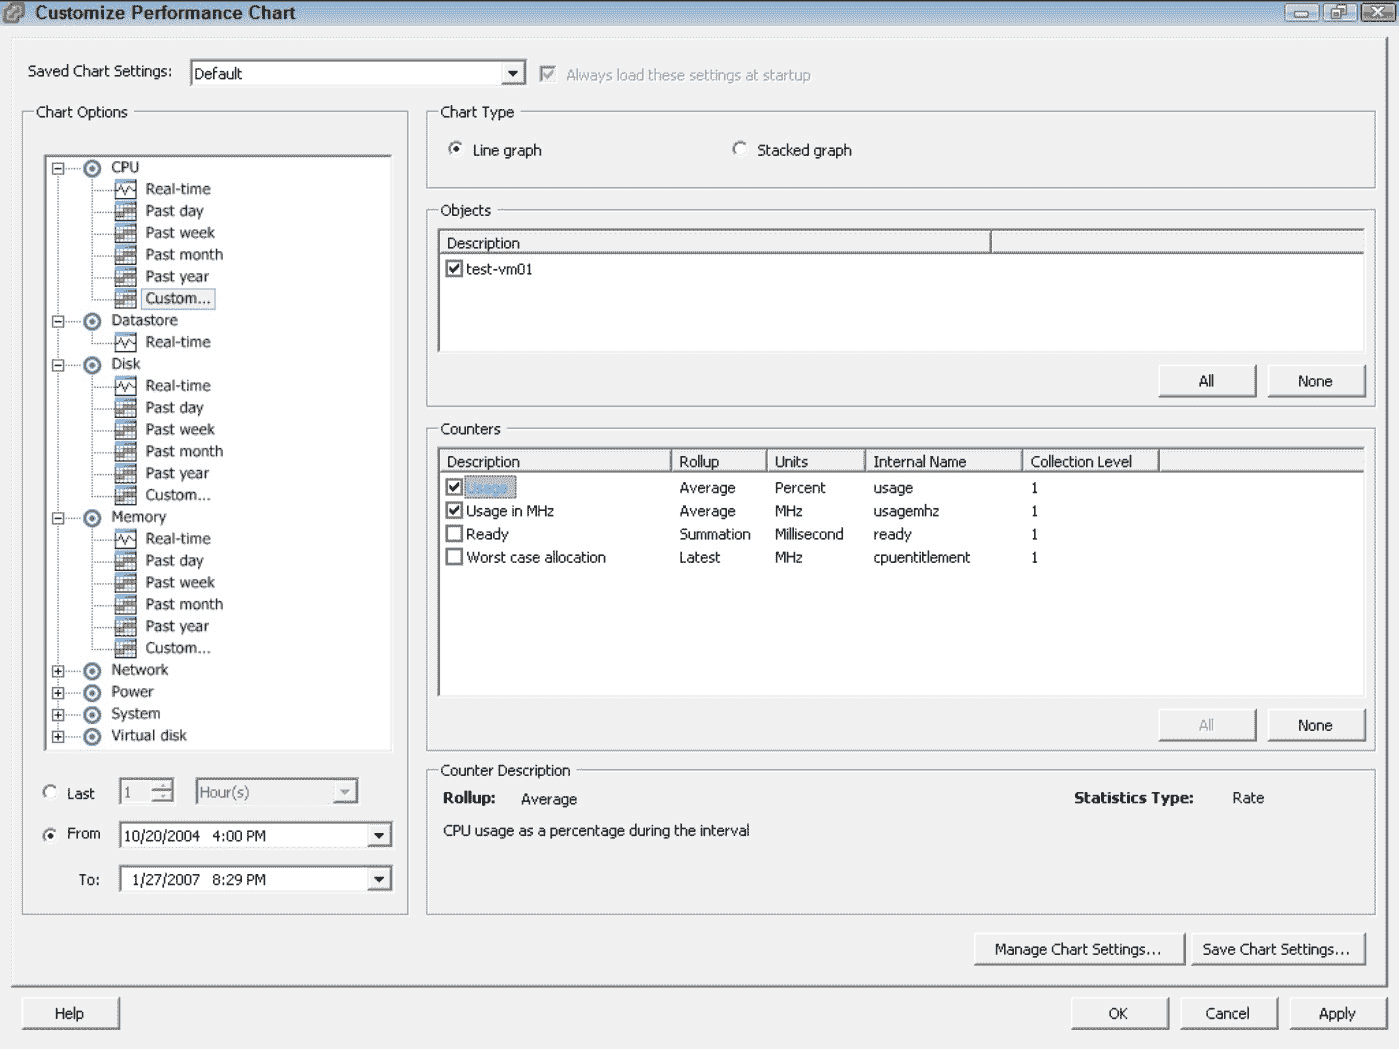 Customize Performance Chart
Saved Chart Settings: Default Always load these settings at startup
Chart Options
CPU
Real-time
Past day
Past week
Past month
Past year
Custom...
Datastore
Real-time
Disk
Real-time
Past day
Past week
Past month
Past year
Custom...
Memory
Real-time
Past day
Past week
Past month
Past year
Custom...
Network
Power
System
Virtual disk
Last 1 Hour(s)
From 10/20/2004 4:00 PM
To: 1/27/2007 8:29 PM
Chart Type
Line graph Stacked graph
Objects
Description
test-vm01
All None
Counters
Description Rollup Units Internal Name Collection Level
Usage Average Percent usage 1
Usage in MHz Average MHz usagemhz 1
Ready Summation Millisecond ready 1
Worst case allocation Latest MHz cpuentitlement 1
All None
Counter Description
Rollup: Average Statistics Type: Rate
CPU usage as a percentage during the interval
Manage Chart Settings... Save Chart Settings...
Help OK Cancel Apply